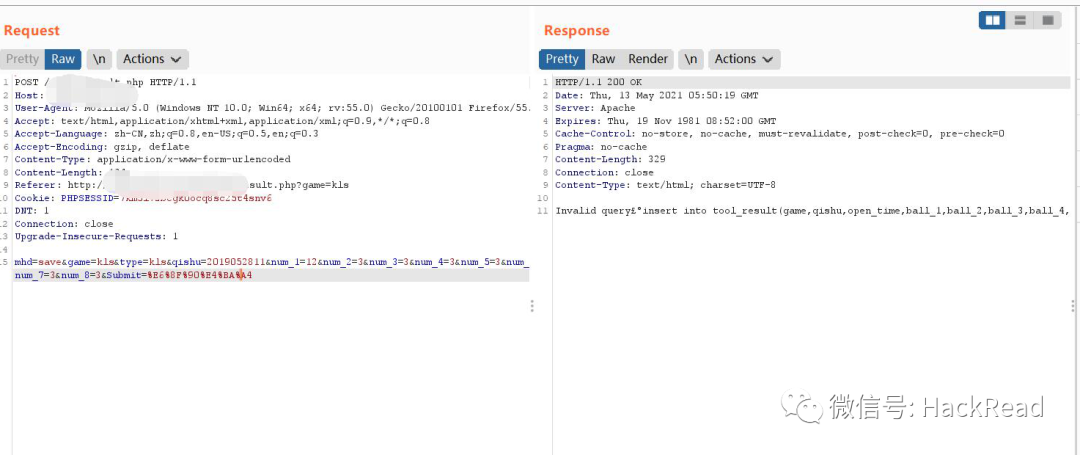 Request
Response
Pretty Raw \n Actions
Pretty Raw Render \n Actions
1 POST / php HTTP/1.1
2 Host:
3 User-Agent: Mozilla/5.0 (Windows NT 10.0; Win64; x64; rv:55.0) Gecko/20100101 Firefox/55.
4 Accept: text/html,application/xhtml+xml,application/xml;q=0.9,*/*;q=0.8
5 Accept-Language: zh-CN,zh;q=0.8,en-US;q=0.5,en;q=0.3
6 Accept-Encoding: gzip, deflate
7 Content-Type: application/x-www-form-urlencoded
8 Content-Length:
9 Referer: http:/ sult.php?game=kls
10 Cookie: PHPSESSID=
11 DNT: 1
12 Connection: close
13 Upgrade-Insecure-Requests: 1
14
15 mhd=save&game=kls&type=kls&qishu=2019052811&num_1=12&num_2=3&num_3=3&num_4=3&num_5=3&num_
num_7=3&num_8=3&Submit=%E6%8F%90%E4%BA%A4
1 HTTP/1.1 200 OK
2 Date: Thu, 13 May 2021 05:50:19 GMT
3 Server: Apache
4 Expires: Thu, 19 Nov 1981 08:52:00 GMT
5 Cache-Control: no-store, no-cache, must-revalidate, post-check=0, pre-check=0
6 Pragma: no-cache
7 Content-Length: 329
8 Connection: close
9 Content-Type: text/html; charset=UTF-8
10
11 Invalid query£°insert into tool_result(game,qishu,open_time,ball_1,ball_2,ball_3,ball_4,
微信号: HackRead